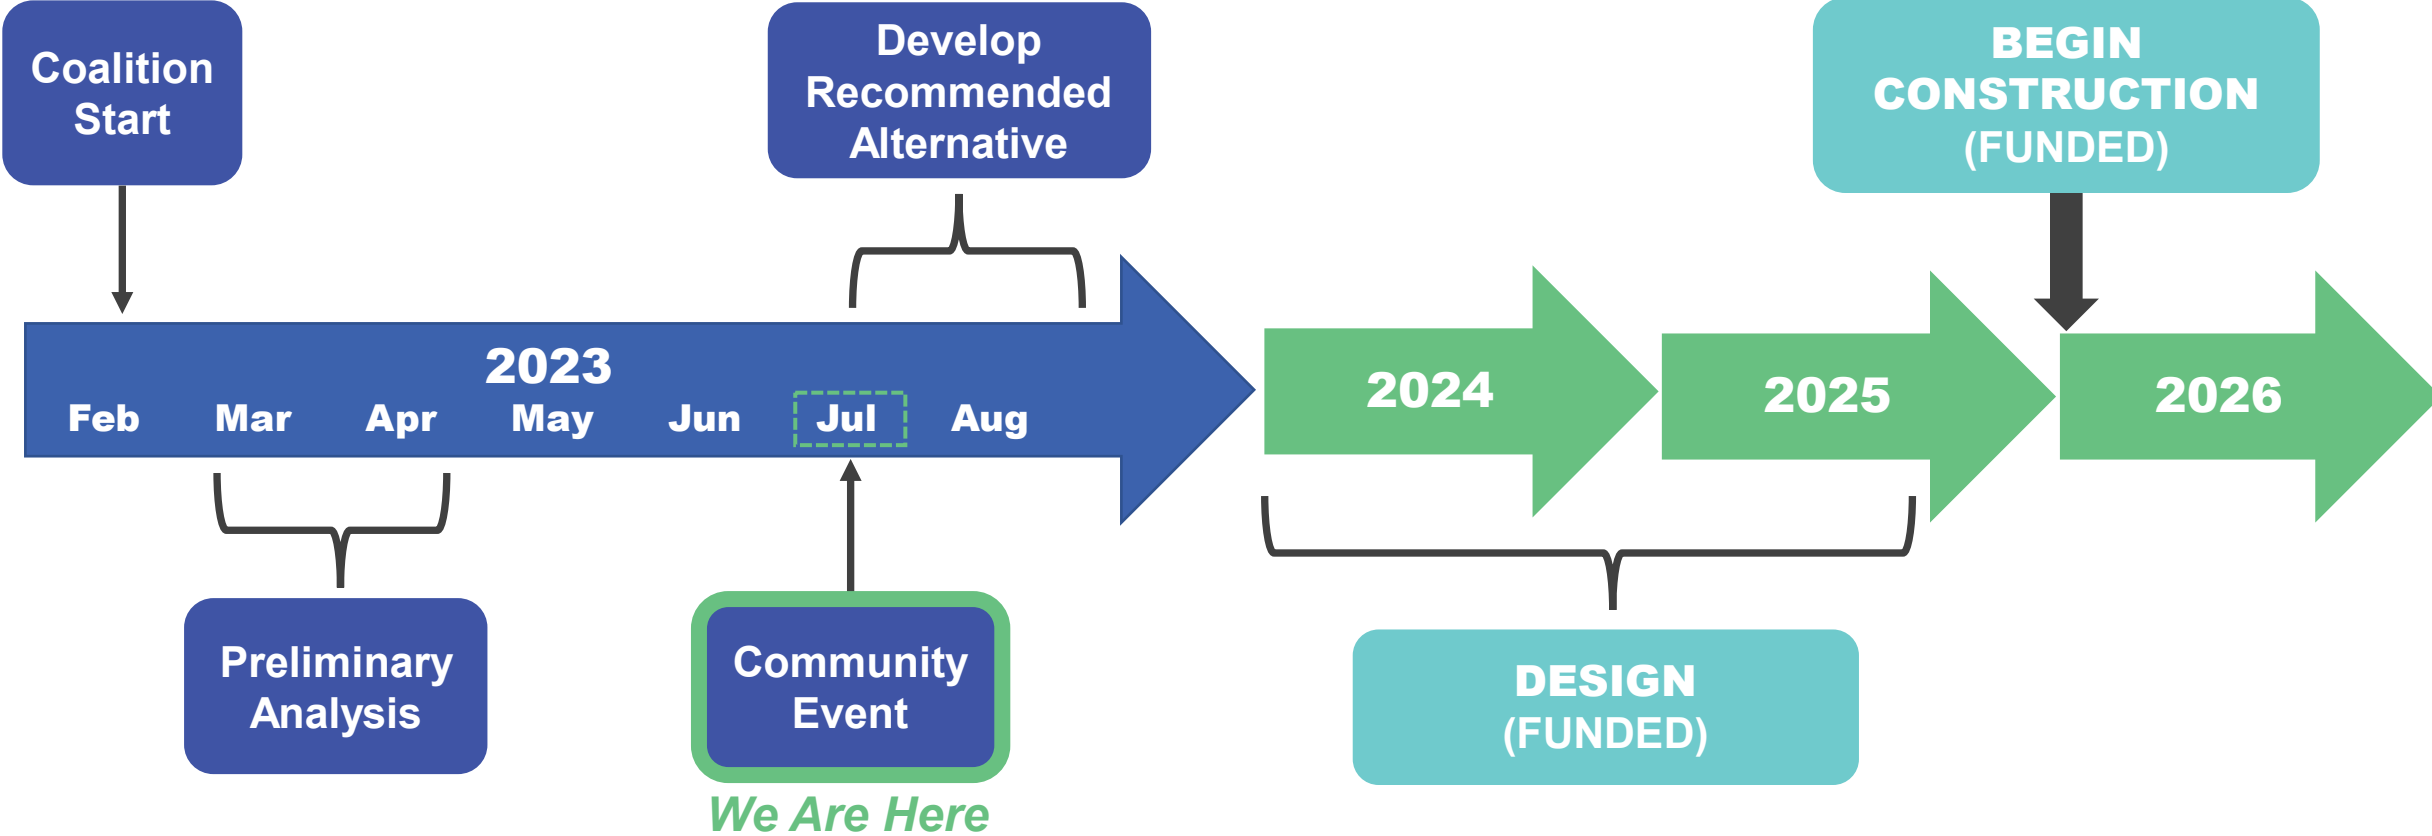 Coalition
Start
Develop
Recommended
Alternative
BEGIN
CONSTRUCTION
(FUNDED)
2023
Feb Mar Apr May Jun Jul Aug
2024
2025
2026
Preliminary
Analysis
Community
Event
We Are Here
DESIGN
(FUNDED)